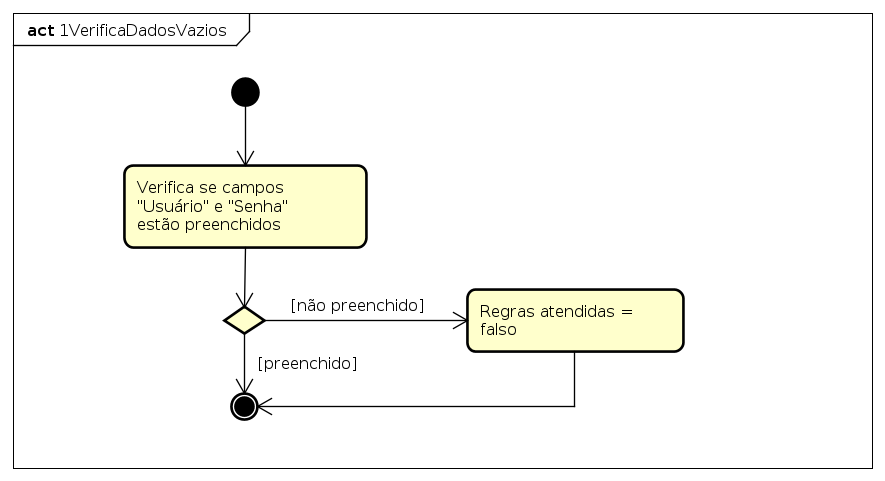 act 1VerificaDadosVazios
Verifica se campos
"Usuário" e "Senha"
estão preenchidos
[não preenchido]
Regras atendidas =
falso
[preenchido]